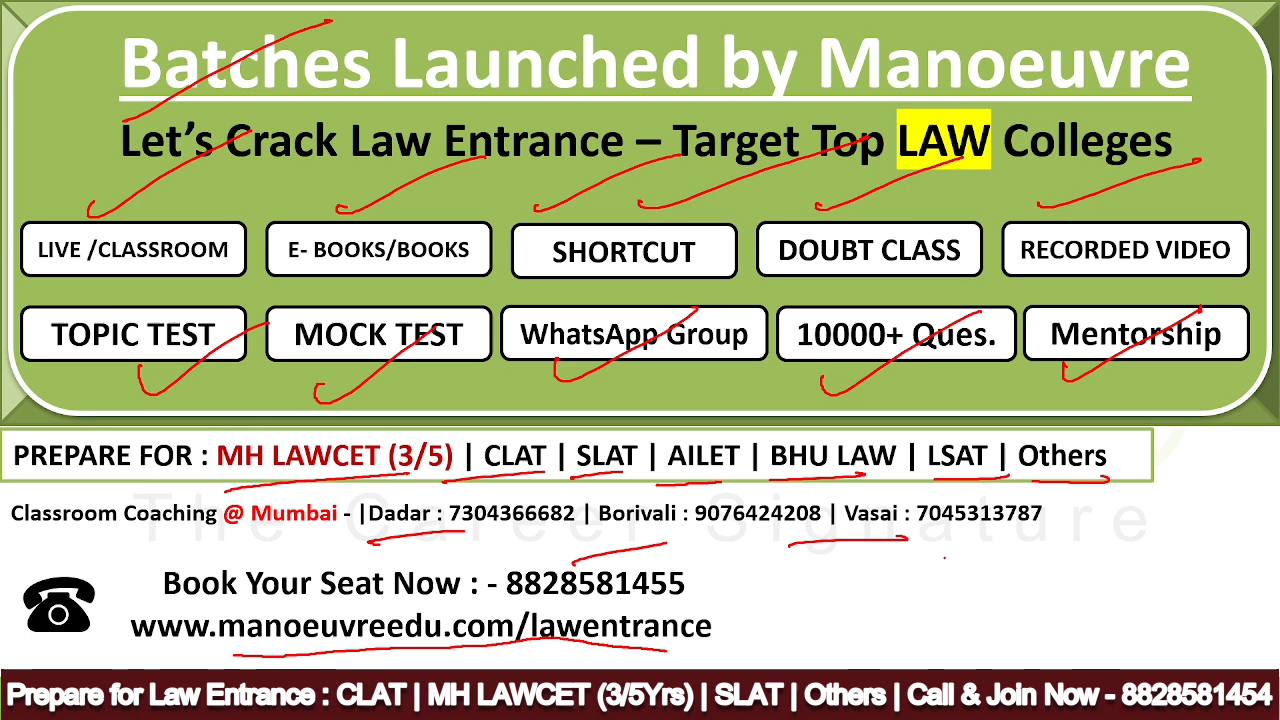 Batches Launched by Manoeuvre
Let's Crack Law Entrance – Target Top LAW Colleges
LIVE /CLASSROOM
E- BOOKS/BOOKS
SHORTCUT
DOUBT CLASS
RECORDED VIDEO
TOPIC TEST
MOCK TEST
WhatsApp Group
10000+ Ques.
Mentorship
PREPARE FOR : MH LAWCET (3/5) | CLAT | SLAT | AILET | BHU LAW | LSAT | Others
The Career Signature
Classroom Coaching @ Mumbai - |Dadar : 7304366682 | Borivali : 9076424208 | Vasai : 7045313787
Book Your Seat Now : - 8828581455
www.manoeuvreedu.com/lawentrance
Prepare for Law Entrance : CLAT | MH LAWCET (3/5Yrs) | SLAT | Others | Call & Join Now - 8828581454